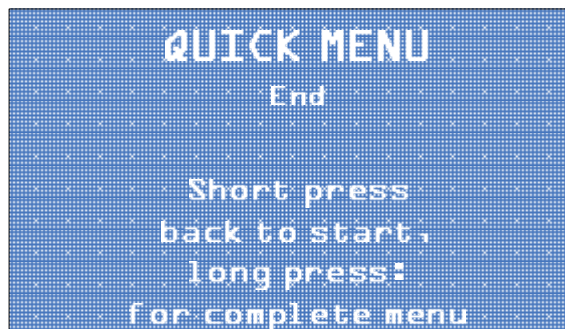 QUICK MENU
End
Short press
back to start,
long press:
for complete menu